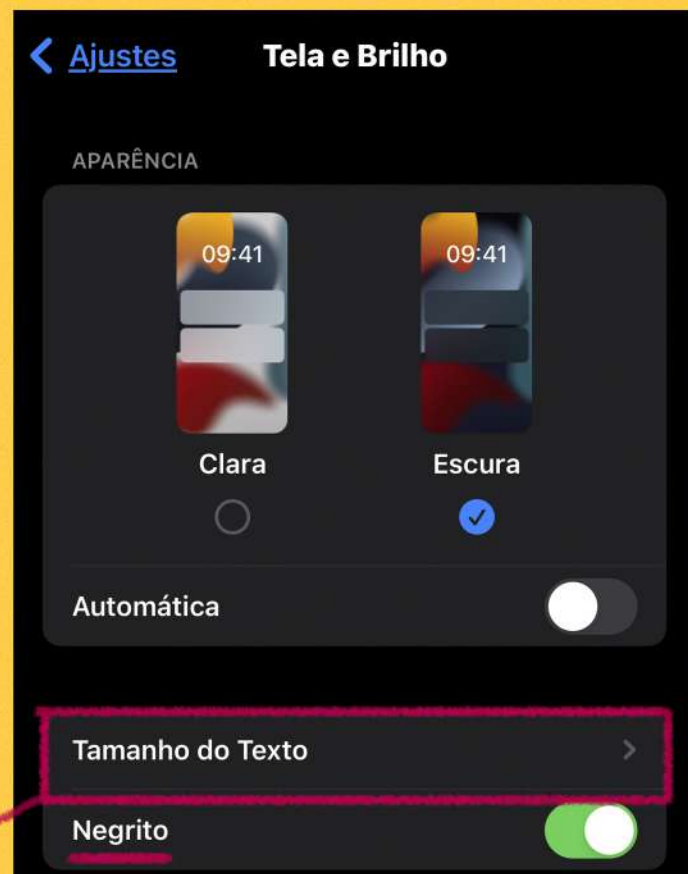 Ajustes Tela e Brilho
APARÊNCIA
09:41 09:41
Clara Escura
Automática
Tamanho do Texto
Negrito